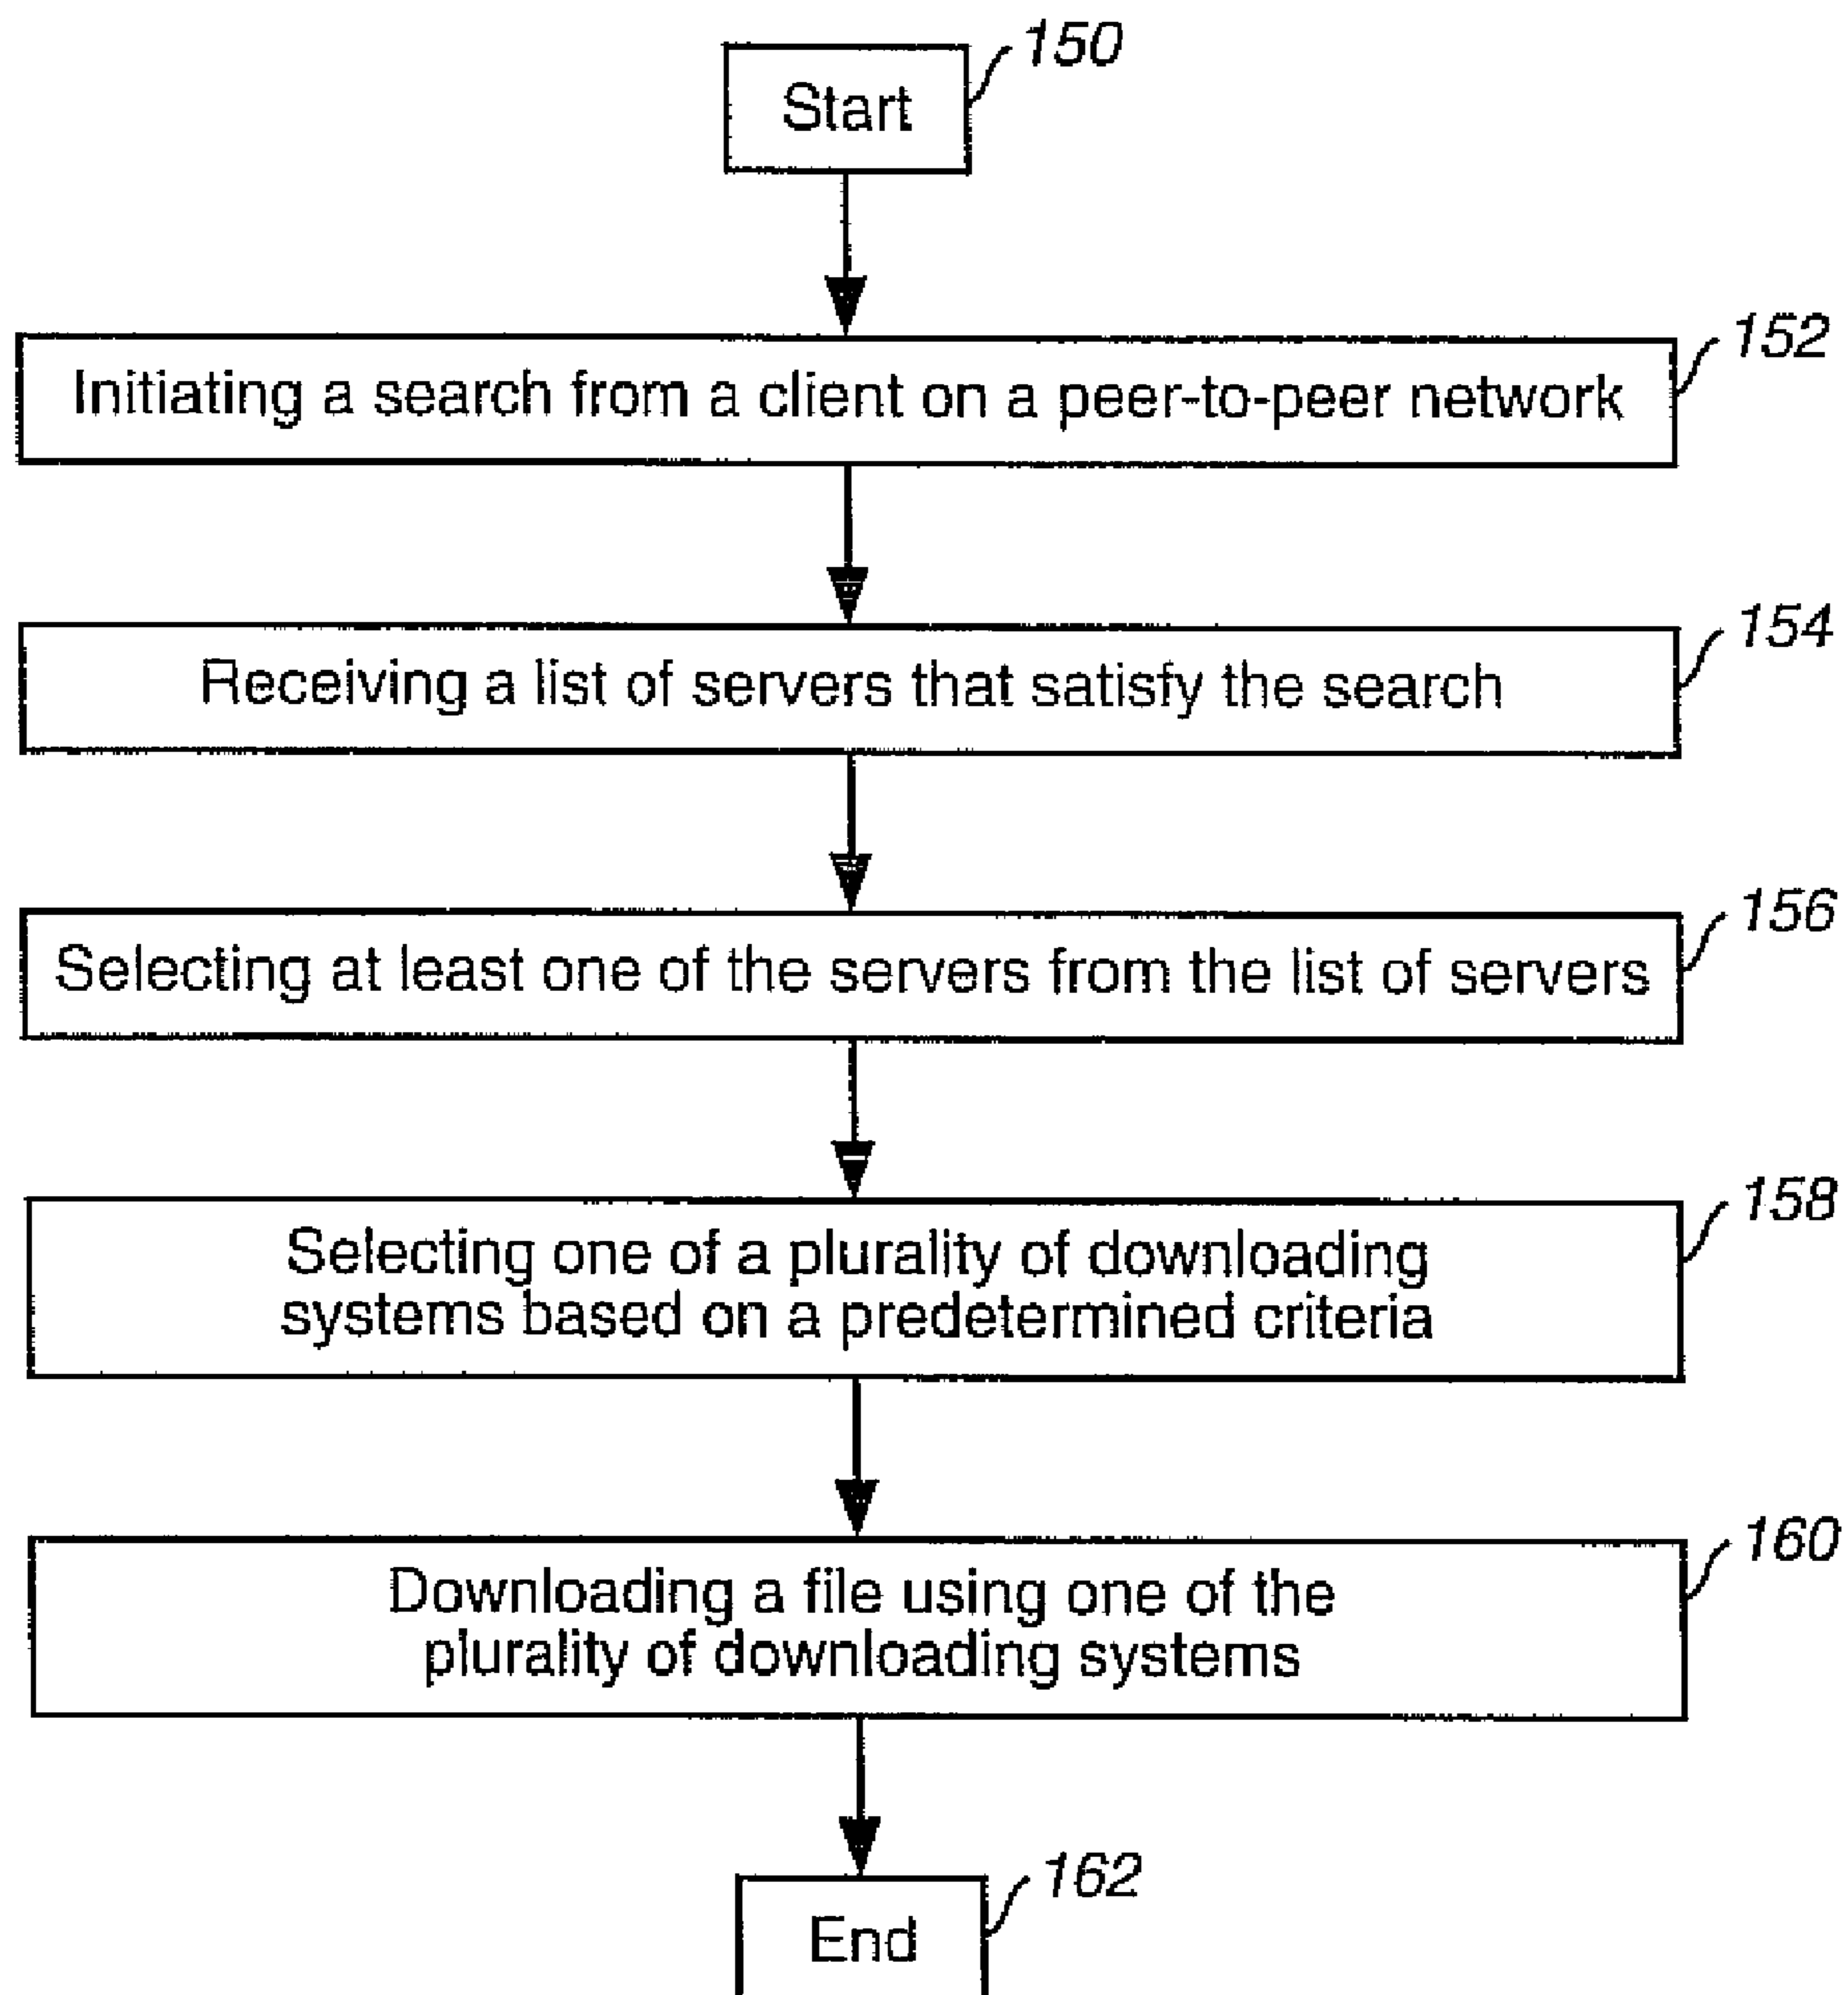 150
Start
152
Initiating a search from a client on a peer-to-peer network
154
Receiving a list of servers that satisfy the search
156
Selecting at least one of the servers from the list of servers
158
Selecting one of a plurality of downloading
systems based on a predetermined criteria
160
Downloading a file using one of the
plurality of downloading systems
162
End